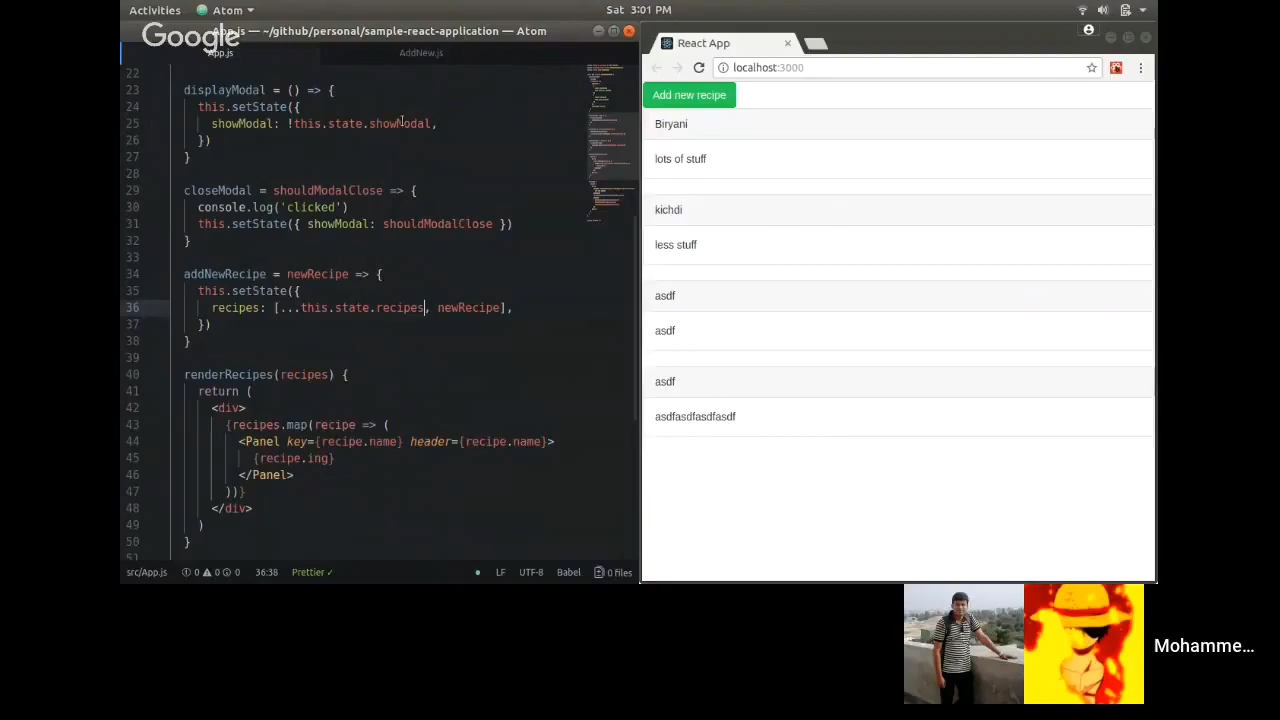 Activities
Atom
Sat 3:01 PM
App.js — ~/github/personal/sample-react-application — Atom
Google
App.js
AddNew.js
22
23 displayModal = () => {
24 this.setState({
25 showModal: !this.state.showModal,
26 })
27 }
28
29 closeModal = shouldModalClose => {
30 console.log('clicked')
31 this.setState({ showModal: shouldModalClose })
32 }
33
34 addNewRecipe = newRecipe => {
35 this.setState({
36 recipes: [...this.state.recipes, newRecipe],
37 })
38 }
39
40 renderRecipes(recipes) {
41 return (
42 <div>
43 {recipes.map(recipe => (
44 <Panel key={recipe.name} header={recipe.name}>
45 {recipe.ing}
46 </Panel>
47 ))}
48 </div>
49 )
50 }
51
src/App.js 0 0 0 36:38 Prettier ✓ LF UTF-8 Babel 0 files
React App
localhost:3000
Add new recipe
Biryani
lots of stuff
kichdi
less stuff
asdf
asdf
asdf
asdfasdfasdfasdf
Mohamme...